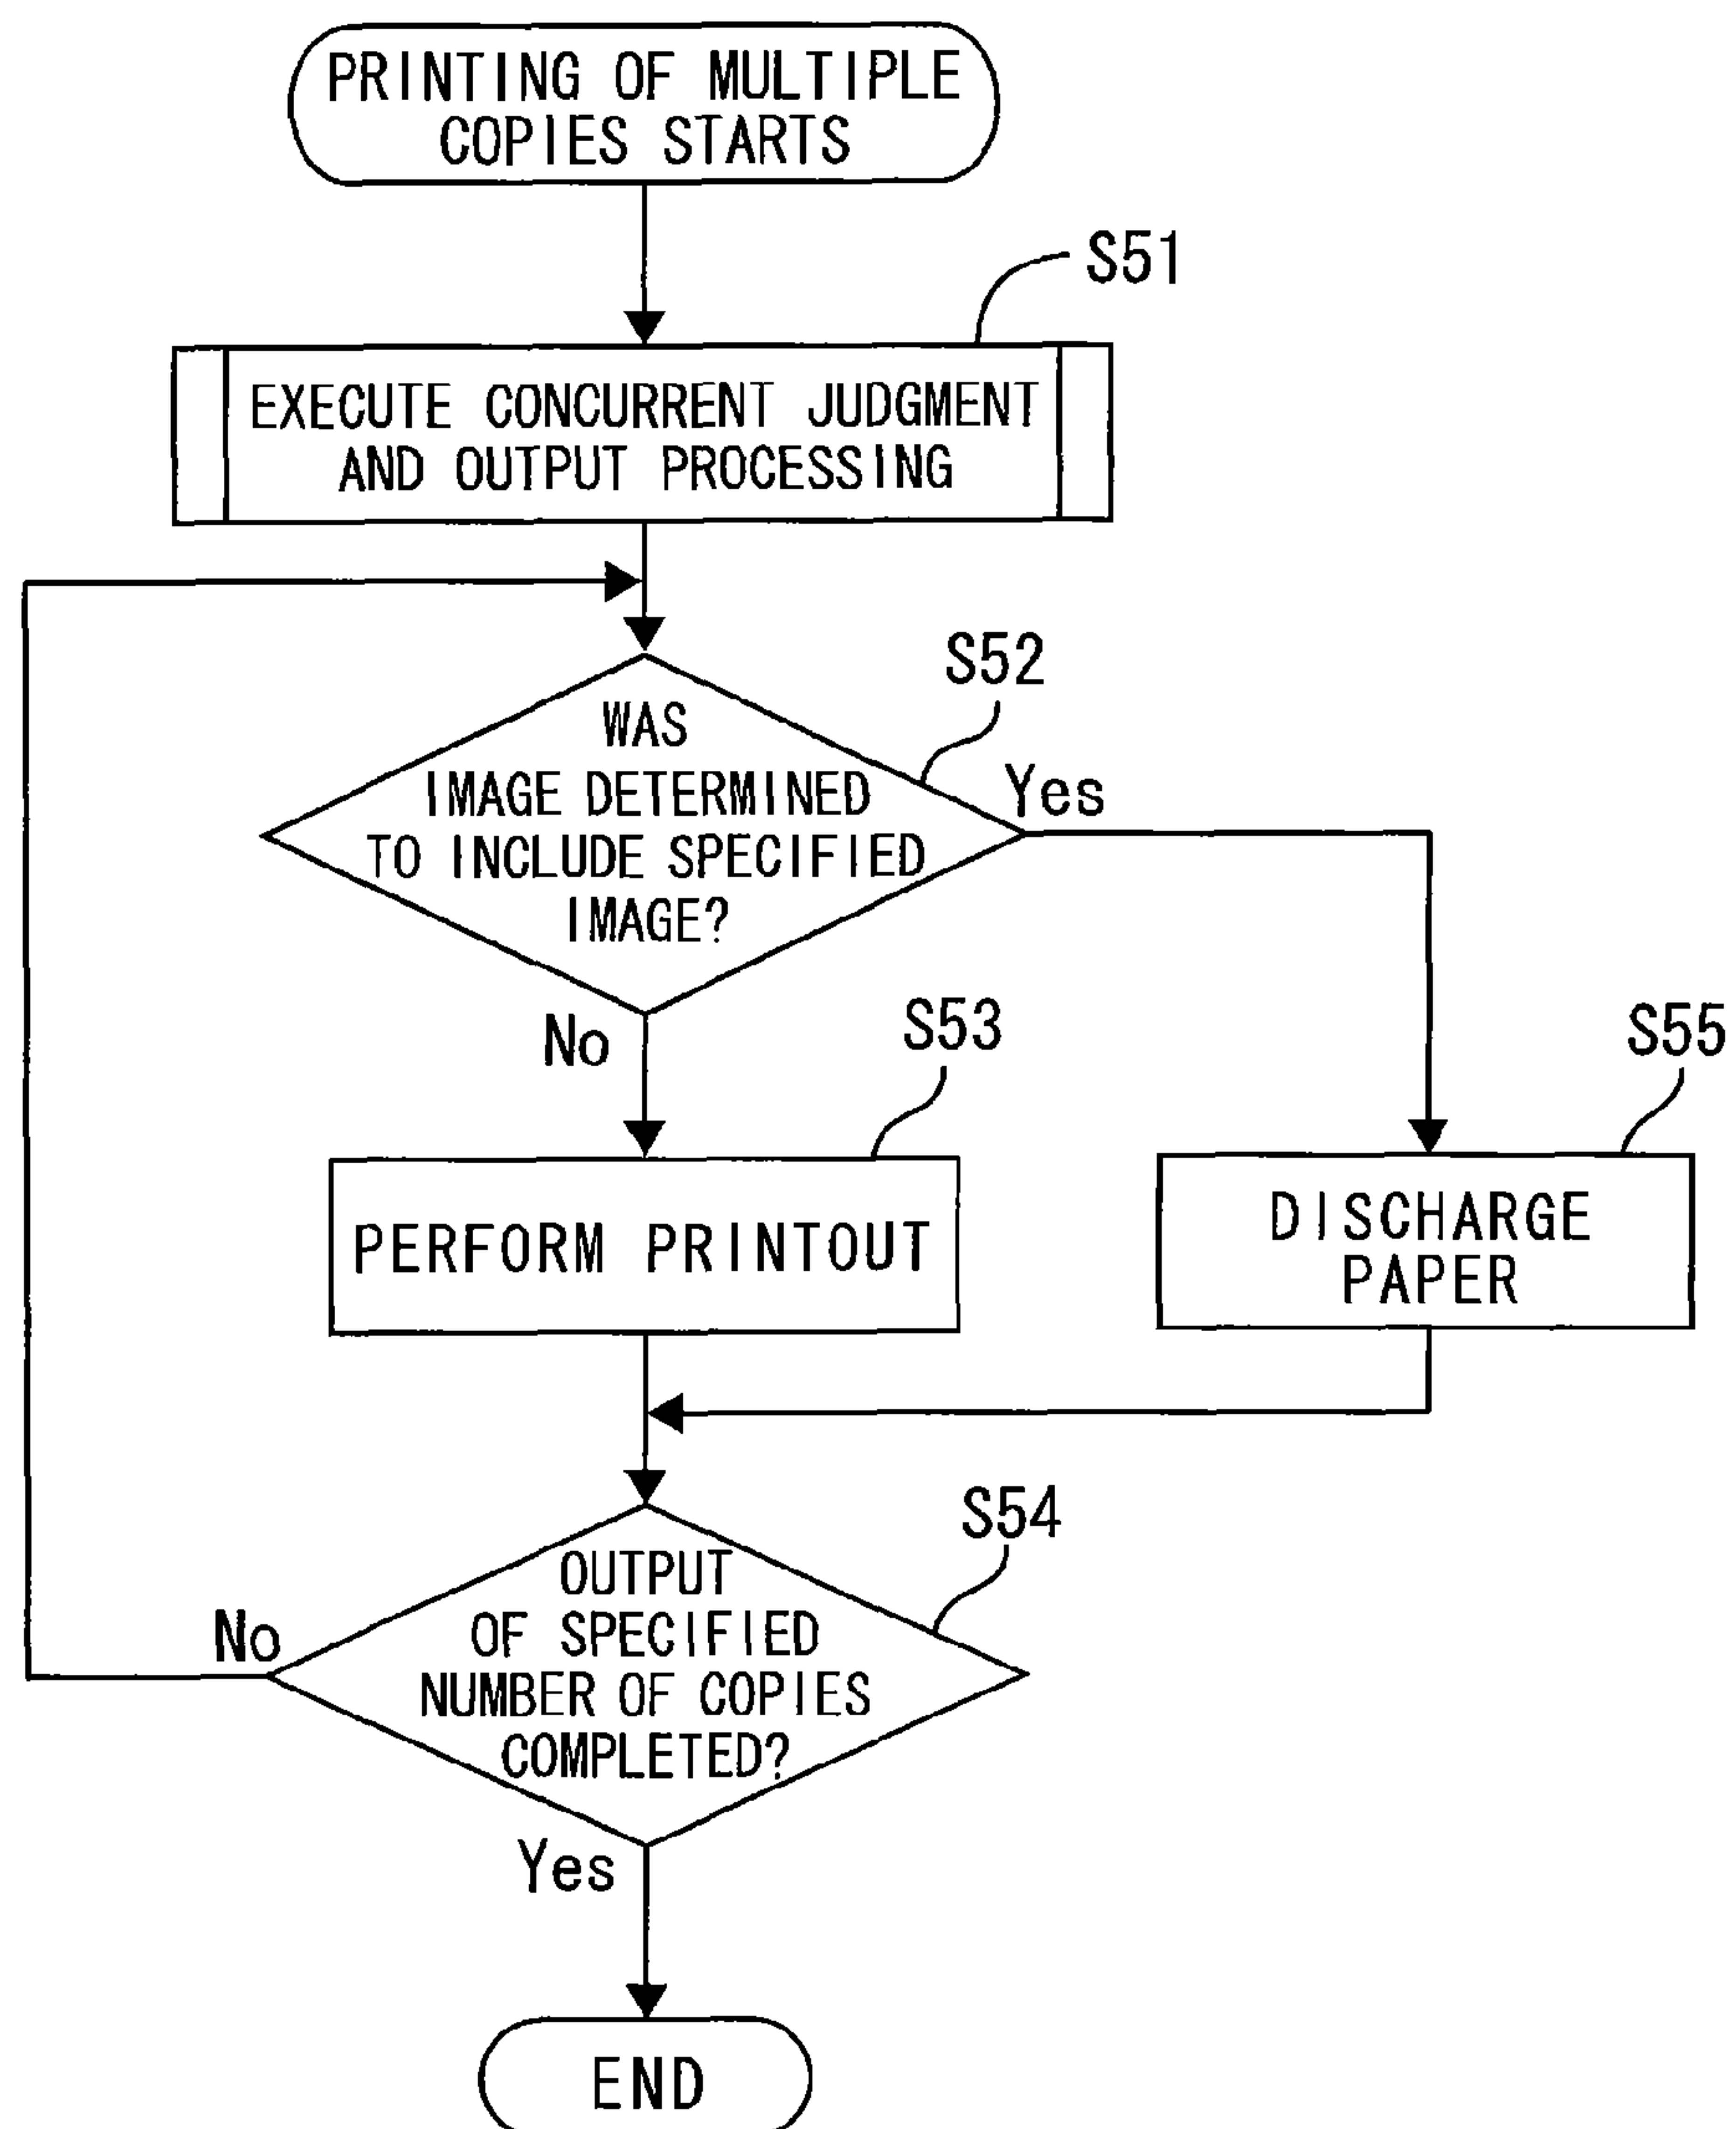 PRINTING OF MULTIPLE
COPIES STARTS
S51
EXECUTE CONCURRENT JUDGMENT
AND OUTPUT PROCESSING
S52
WAS
IMAGE DETERMINED
TO INCLUDE SPECIFIED
IMAGE?
Yes
No
S53
S55
PERFORM PRINTOUT
DISCHARGE
PAPER
S54
OUTPUT
OF SPECIFIED
NUMBER OF COPIES
COMPLETED?
No
Yes
END